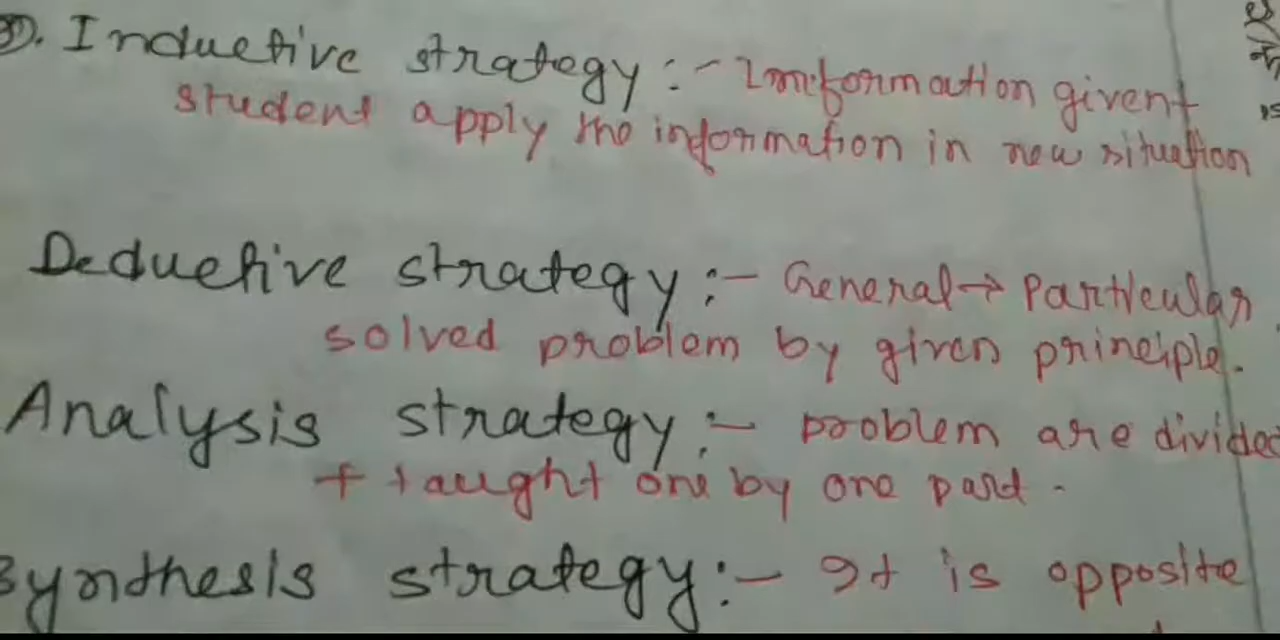 Inductive strategy :- Information given +
student apply the information in new situation
Deductive strategy :- General → Particular
solved problem by given principle.
Analysis strategy :- problem are divided
+ taught one by one part.
Synthesis strategy :- It is opposite